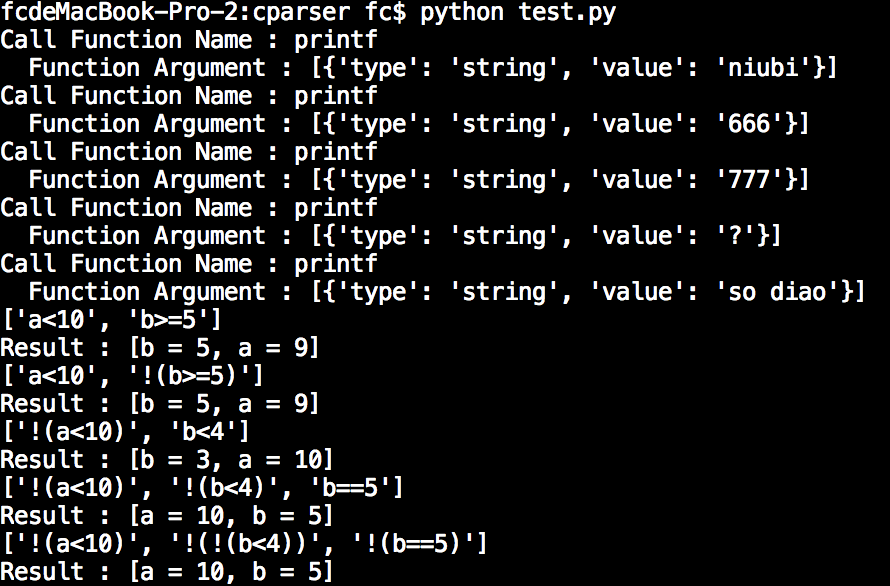 fcdeMacBook-Pro-2:cparser fc$ python test.py
Call Function Name : printf
  Function Argument : [{'type': 'string', 'value': 'niubi'}]
Call Function Name : printf
  Function Argument : [{'type': 'string', 'value': '666'}]
Call Function Name : printf
  Function Argument : [{'type': 'string', 'value': '777'}]
Call Function Name : printf
  Function Argument : [{'type': 'string', 'value': '?'}]
Call Function Name : printf
  Function Argument : [{'type': 'string', 'value': 'so diao'}]
['a<10', 'b>=5']
Result : [b = 5, a = 9]
['a<10', '!(b>=5)']
Result : [b = 5, a = 9]
['!(a<10)', 'b<4']
Result : [b = 3, a = 10]
['!(a<10)', '!(b<4)', 'b==5']
Result : [a = 10, b = 5]
['!(a<10)', '!(!(b<4))', '!(b==5)']
Result : [a = 10, b = 5]